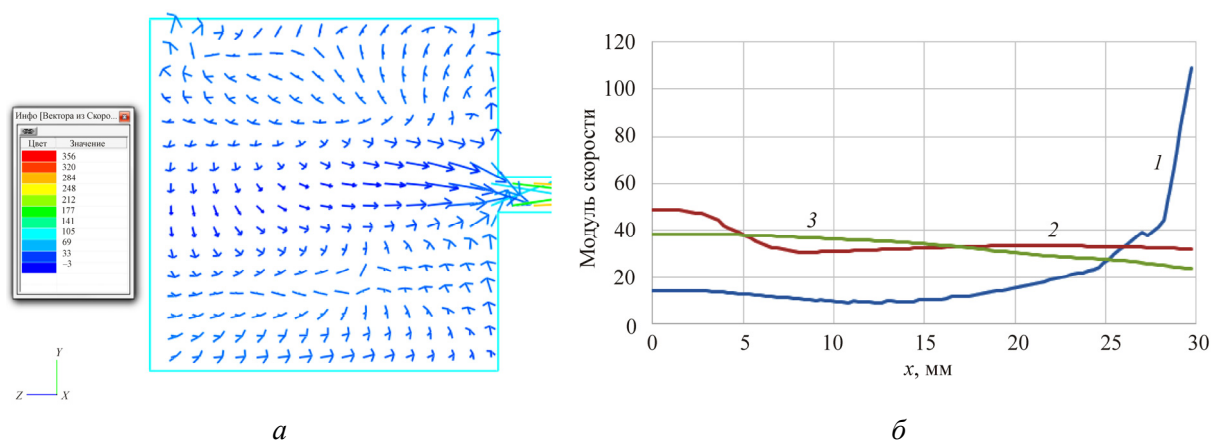 Инфо [Вектора из Скоро...
Цвет Значение
356
320
284
248
212
177
141
105
69
33
−3
Y
Z
X
а
Модуль скорости
120
100
80
60
40
20
0
1
2
3
0 5 10 15 20 25 30
x, мм
б